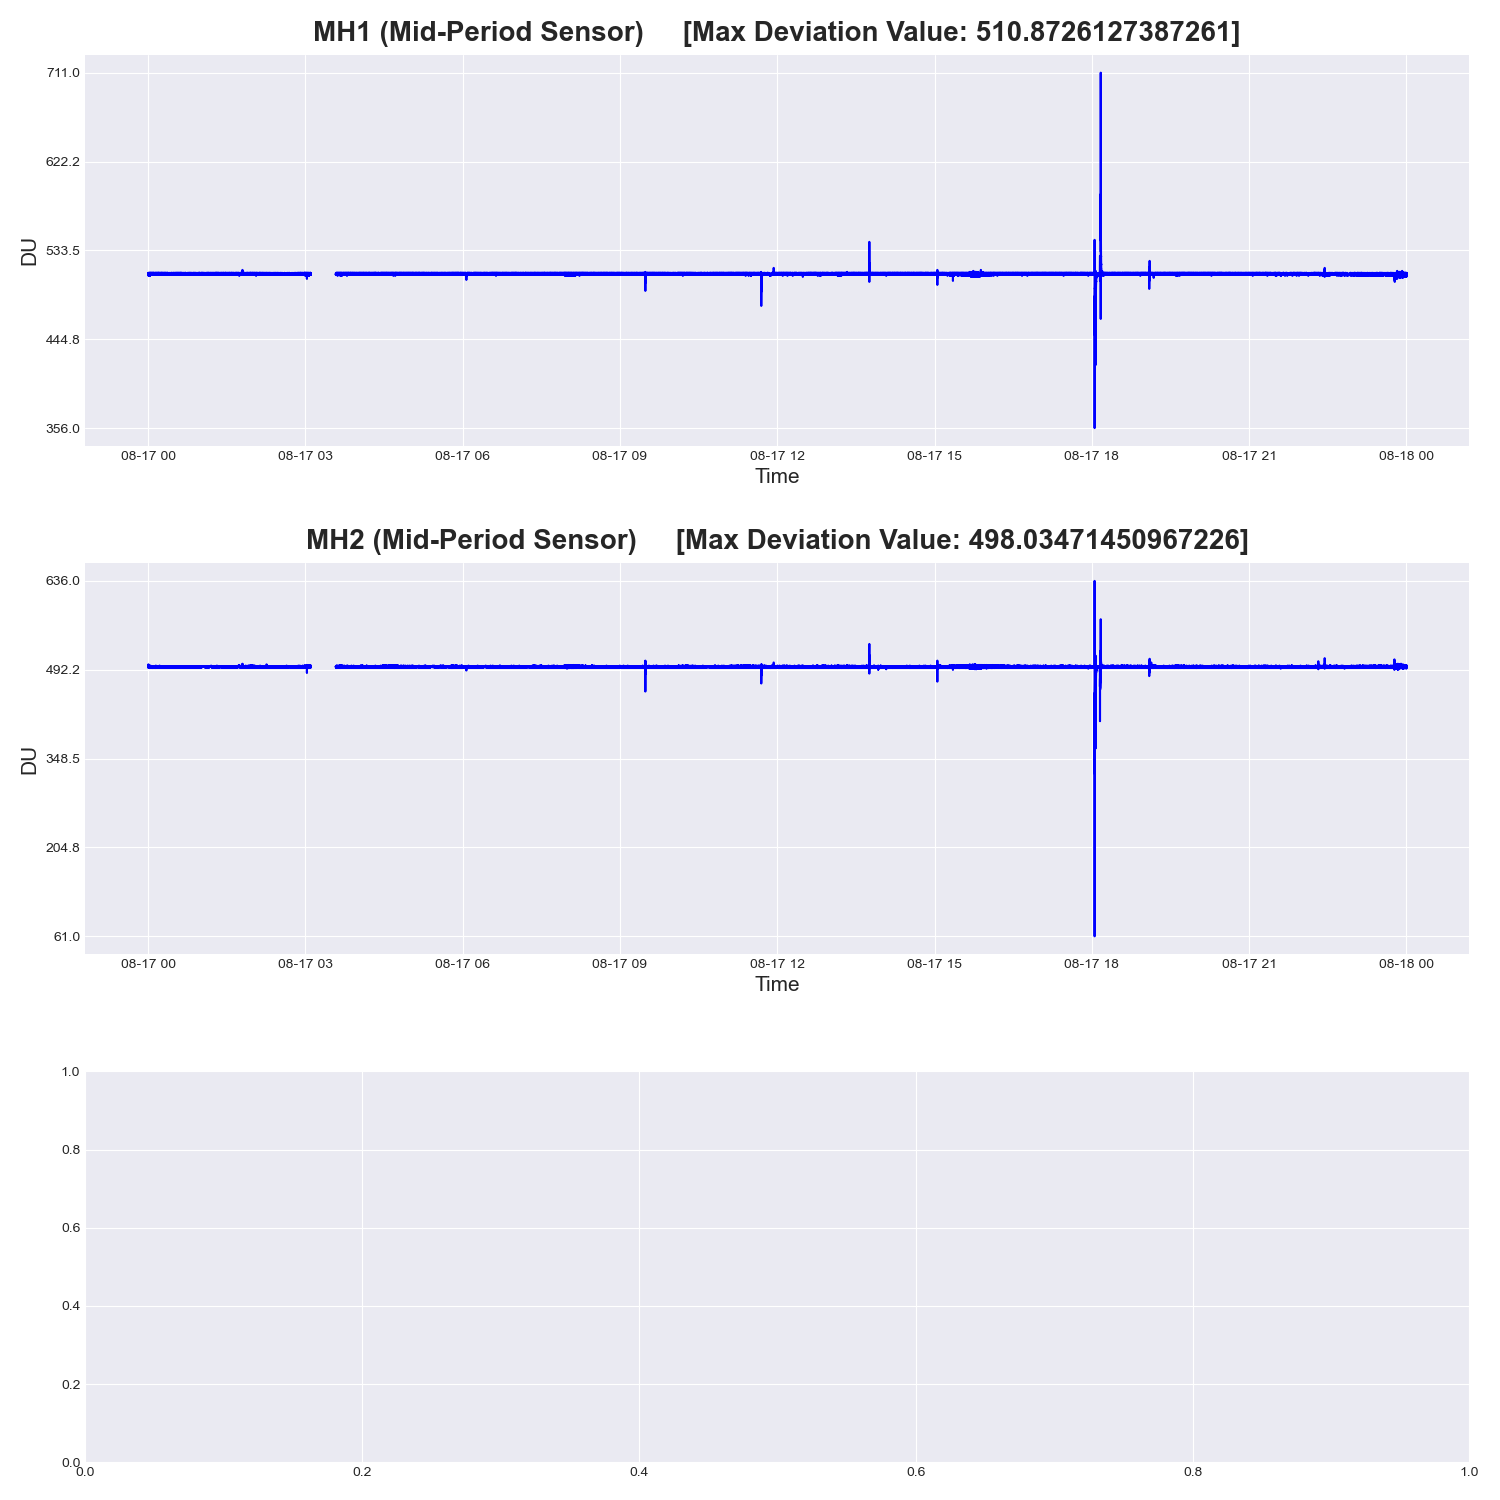 MH1 (Mid-Period Sensor) [Max Deviation Value: 510.8726127387261]
711.0
622.2
533.5
444.8
356.0
DU
08-17 00 08-17 03 08-17 06 08-17 09 08-17 12 08-17 15 08-17 18 08-17 21 08-18 00
Time
MH2 (Mid-Period Sensor) [Max Deviation Value: 498.03471450967226]
636.0
492.2
348.5
204.8
61.0
DU
08-17 00 08-17 03 08-17 06 08-17 09 08-17 12 08-17 15 08-17 18 08-17 21 08-18 00
Time
1.0
0.8
0.6
0.4
0.2
0.0
0.0 0.2 0.4 0.6 0.8 1.0